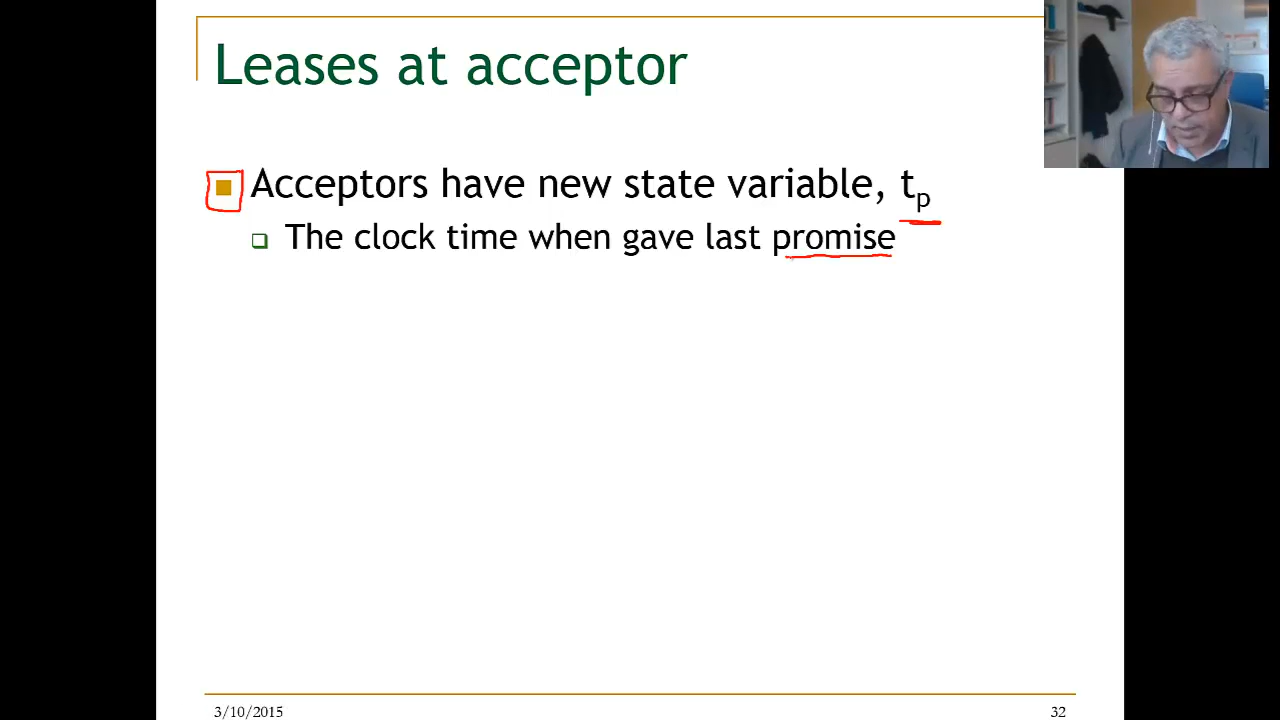 Leases at acceptor
Acceptors have new state variable, tp
The clock time when gave last promise
3/10/2015
32